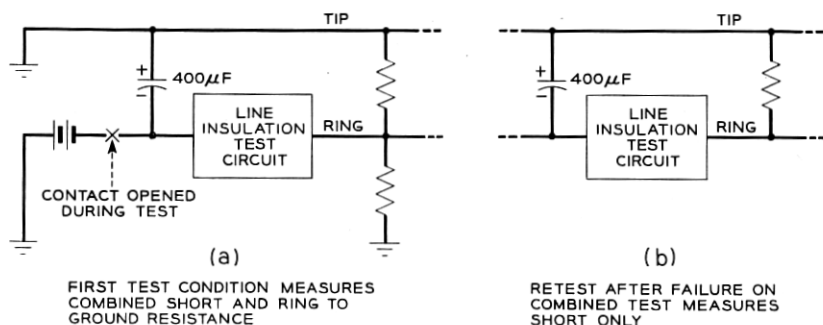 TIP
+
400µF
–
LINE
INSULATION
TEST
CIRCUIT
RING
CONTACT OPENED
DURING TEST
(a)
FIRST TEST CONDITION MEASURES
COMBINED SHORT AND RING TO
GROUND RESISTANCE
TIP
+
400µF
–
LINE
INSULATION
TEST
CIRCUIT
RING
(b)
RETEST AFTER FAILURE ON
COMBINED TEST MEASURES
SHORT ONLY